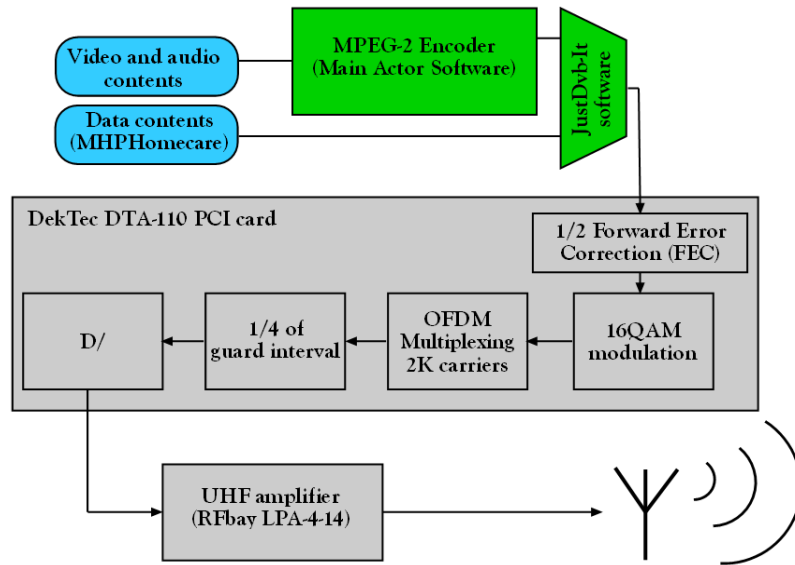 Video and audio
contents
MPEG-2 Encoder
(Main Actor Software)
JustDvb-It
software
Data contents
(MHPHomecare)
DekTec DTA-110 PCI card
1/2 Forward Error
Correction (FEC)
D/
1/4 of
guard interval
OFDM
Multiplexing
2K carriers
16QAM
modulation
UHF amplifier
(RFbay LPA-4-14)